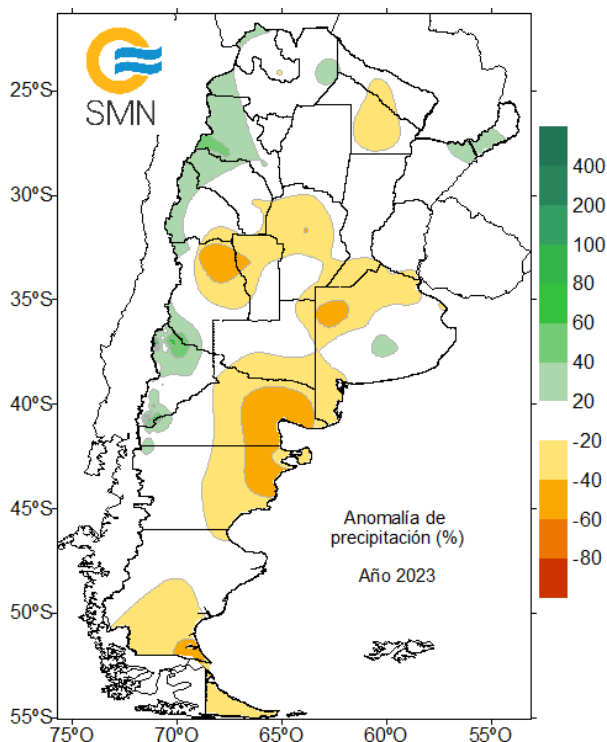 SMN
25ºS
30ºS
35ºS
40ºS
45ºS
50ºS
55ºS
75ºO
70ºO
65ºO
60ºO
55ºO
Anomalía de
precipitación (%)
Año 2023
400
200
100
80
60
40
20
-20
-40
-60
-80